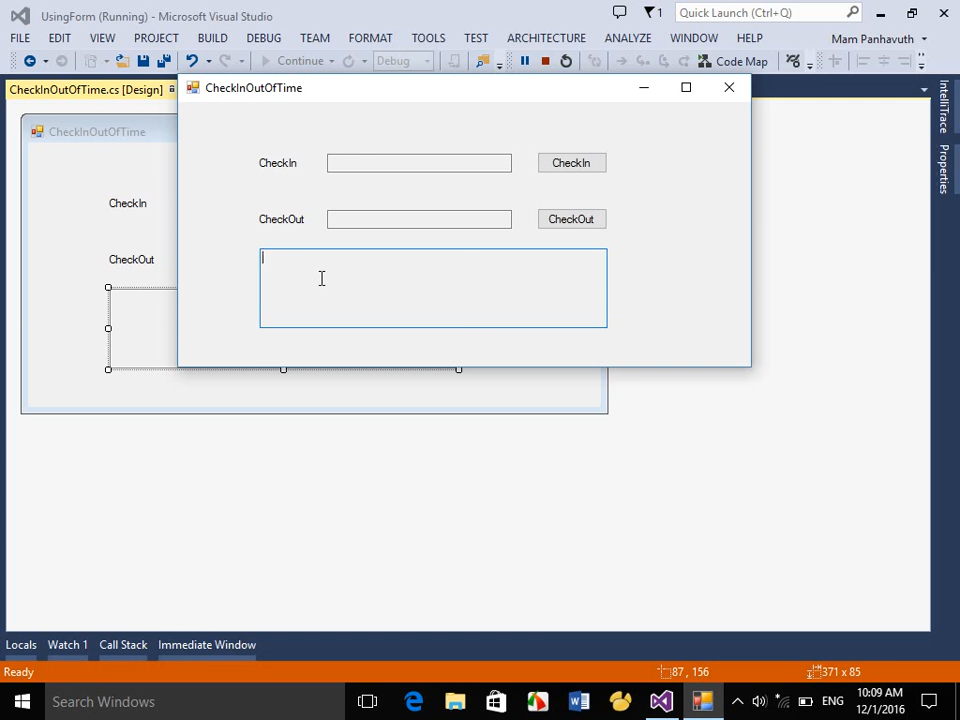 UsingForm (Running) - Microsoft Visual Studio
1
Quick Launch (Ctrl+Q)
FILE EDIT VIEW PROJECT BUILD DEBUG TEAM FORMAT TOOLS TEST ARCHITECTURE ANALYZE WINDOW HELP
Mam Panhavuth
Continue
Debug
Code Map
CheckInOutOfTime.cs [Design]
CheckInOutOfTime
CheckIn
CheckIn
CheckOut
CheckOut
CheckInOutOfTime
CheckIn
CheckOut
IntelliTrace
Properties
Locals Watch 1 Call Stack Immediate Window
Ready
87 , 156
371 x 85
Search Windows
ENG
10:09 AM
12/1/2016